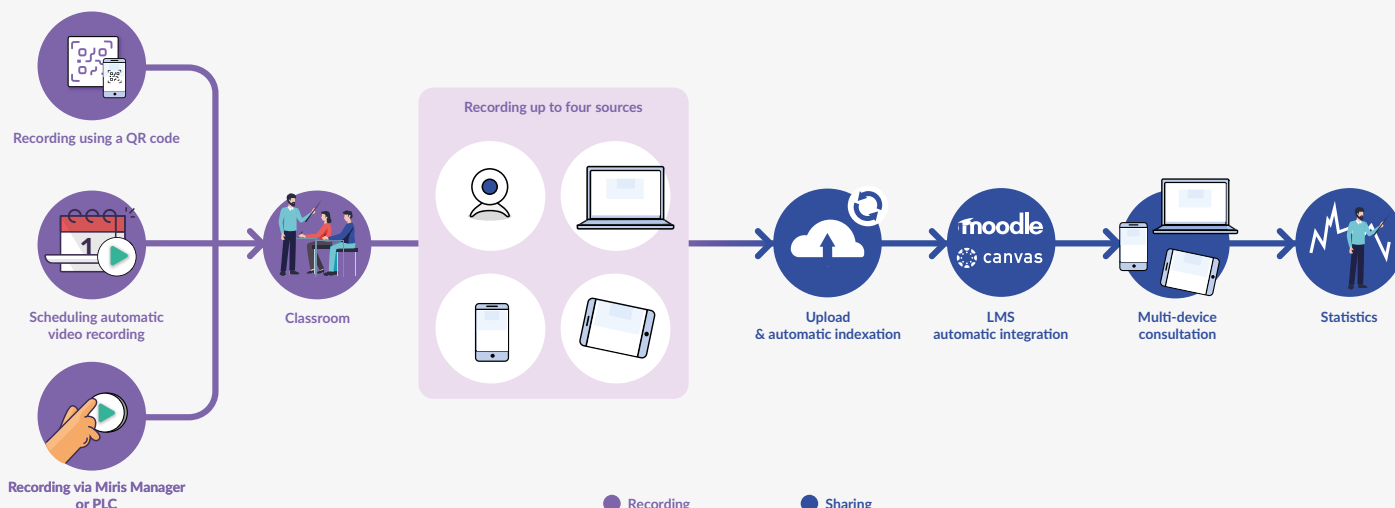 Recording using a QR code
Scheduling automatic
video recording
1
Recording via Miris Manager
or PLC
Classroom
Recording up to four sources
Upload
& automatic indexation
moodle
canvas
LMS
automatic integration
Multi-device
consultation
Statistics
Recording
Sharing